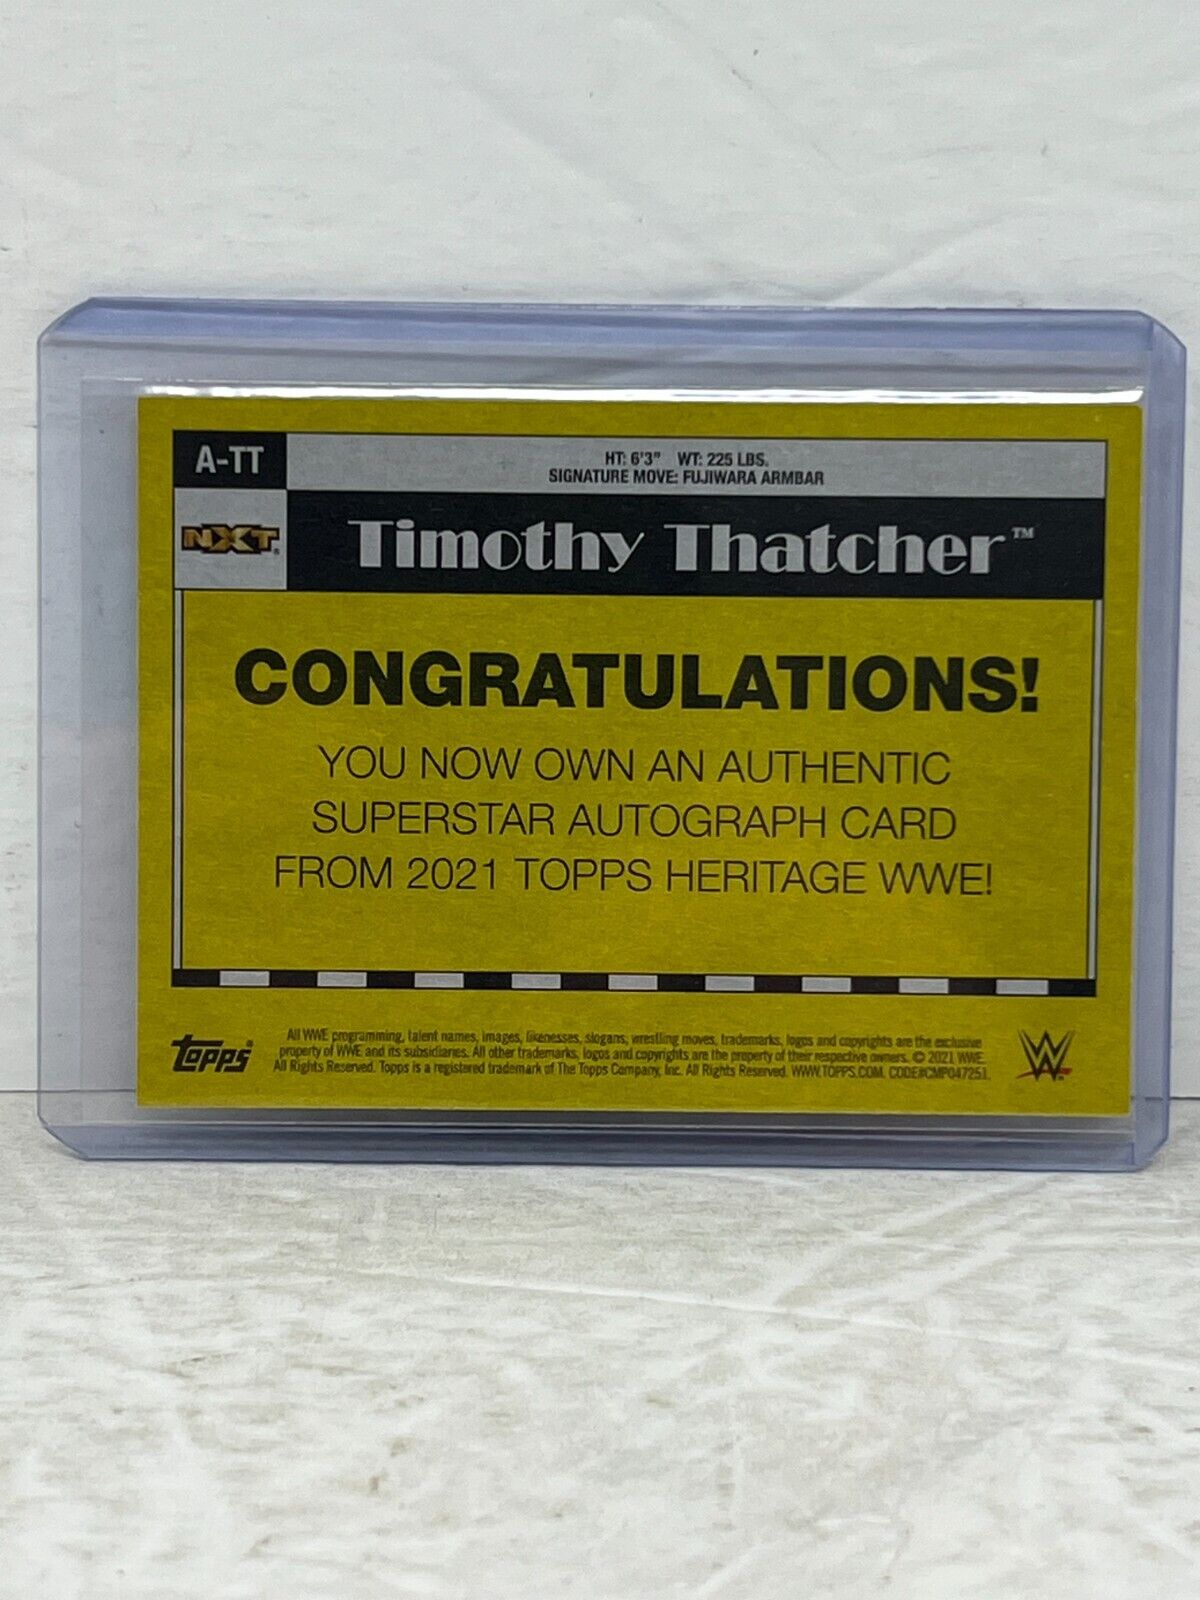 A-TT
HT: 6'3" WT: 225 LBS.
SIGNATURE MOVE: FUJIWARA ARMBAR
NXT®
Timothy Thatcher™
CONGRATULATIONS!
YOU NOW OWN AN AUTHENTIC
SUPERSTAR AUTOGRAPH CARD
FROM 2021 TOPPS HERITAGE WWE!
topps®
All WWE programming, talent names, images, likenesses, slogans, wrestling moves, trademarks, logos and copyrights are the exclusive
property of WWE and its subsidiaries. All other trademarks, logos and copyrights are the property of their respective owners. © 2021 WWE.
All Rights Reserved. Topps is a registered trademark of The Topps Company, Inc. All Rights Reserved. WWW.TOPPS.COM. CODE#CMP047251.
W